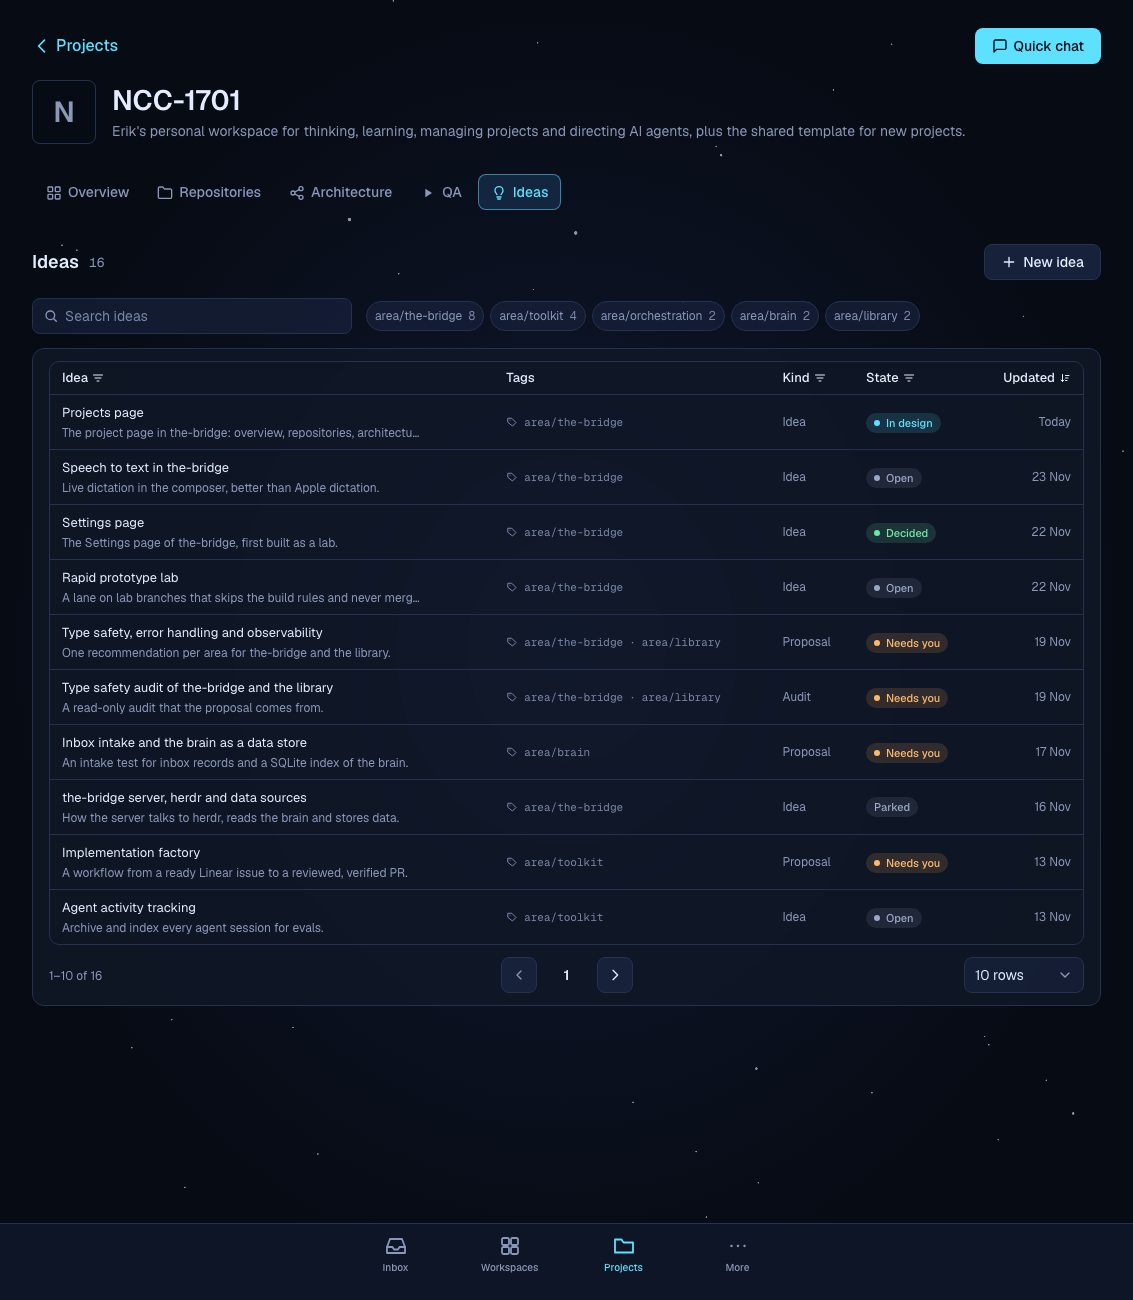 Projects
Quick chat
N
NCC-1701
Erik's personal workspace for thinking, learning, managing projects and directing AI agents, plus the shared template for new projects.
Overview
Repositories
Architecture
QA
Ideas
Ideas 16
New idea
Search ideas
area/the-bridge 8
area/toolkit 4
area/orchestration 2
area/brain 2
area/library 2
Idea Tags Kind State Updated
Projects page
The project page in the-bridge: overview, repositories, architectu…
area/the-bridge Idea In design Today
Speech to text in the-bridge
Live dictation in the composer, better than Apple dictation.
area/the-bridge Idea Open 23 Nov
Settings page
The Settings page of the-bridge, first built as a lab.
area/the-bridge Idea Decided 22 Nov
Rapid prototype lab
A lane on lab branches that skips the build rules and never merg…
area/the-bridge Idea Open 22 Nov
Type safety, error handling and observability
One recommendation per area for the-bridge and the library.
area/the-bridge · area/library Proposal Needs you 19 Nov
Type safety audit of the-bridge and the library
A read-only audit that the proposal comes from.
area/the-bridge · area/library Audit Needs you 19 Nov
Inbox intake and the brain as a data store
An intake test for inbox records and a SQLite index of the brain.
area/brain Proposal Needs you 17 Nov
the-bridge server, herdr and data sources
How the server talks to herdr, reads the brain and stores data.
area/the-bridge Idea Parked 16 Nov
Implementation factory
A workflow from a ready Linear issue to a reviewed, verified PR.
area/toolkit Proposal Needs you 13 Nov
Agent activity tracking
Archive and index every agent session for evals.
area/toolkit Idea Open 13 Nov
1–10 of 16
1
10 rows
Inbox
Workspaces
Projects
More